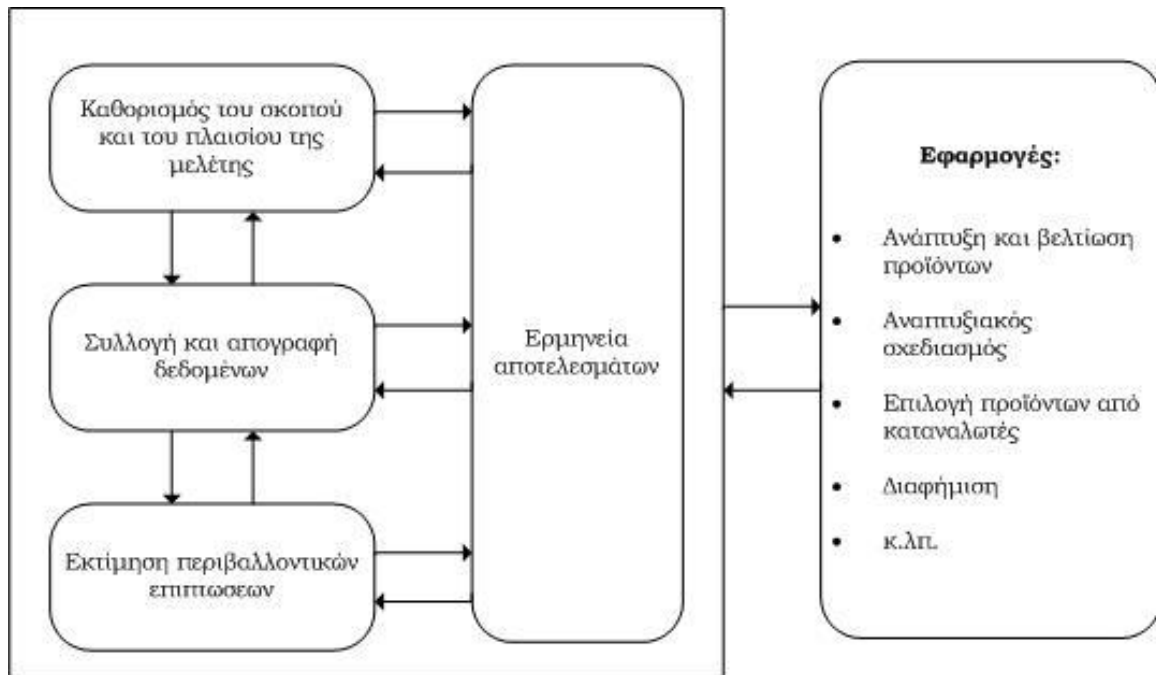 Καθορισμός του σκοπού
και του πλαισίου της
μελέτης
Συλλογή και απογραφή
δεδομένων
Εκτίμηση περιβαλλοντικών
επιπτωσεων
Ερμηνεία
αποτελεσμάτων
Εφαρμογές:
• Ανάπτυξη και βελτίωση
προϊόντων
• Αναπτυξιακός
σχεδιασμός
• Επιλογή προϊόντων από
καταναλωτές
• Διαφήμιση
• κ.λπ.